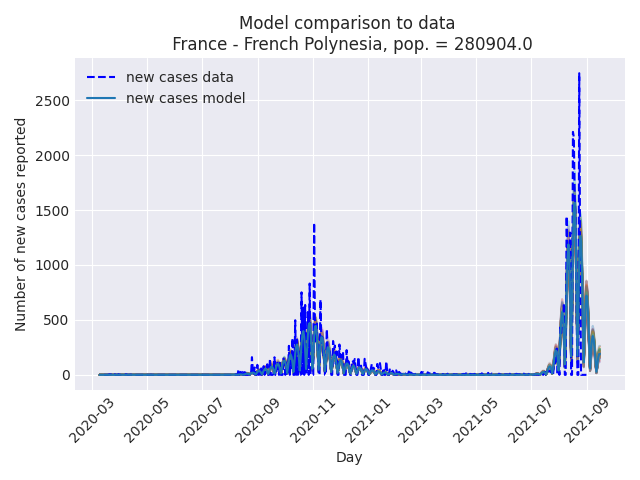 Model comparison to data
France - French Polynesia, pop. = 280904.0
new cases data
new cases model
Number of new cases reported
2500
2000
1500
1000
500
0
2020-03
2020-05
2020-07
2020-09
2020-11
2021-01
2021-03
2021-05
2021-07
2021-09
Day